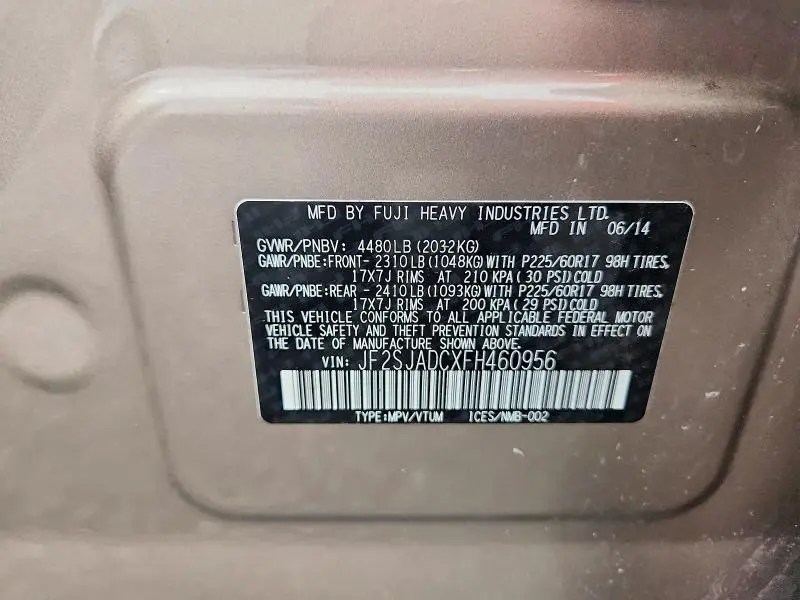 MFD BY FUJI HEAVY INDUSTRIES LTD.
MFD IN 06/14
GVWR/PNBV: 4480LB (2032KG)
GAWR/PNBE:FRONT- 2310LB (1048KG) WITH P225/60R17 98H TIRES,
17X7J RIMS AT 210 KPA (30 PSI) COLD
GAWR/PNBE:REAR - 2410LB (1093KG) WITH P225/60R17 98H TIRES,
17X7J RIMS AT 200 KPA (29 PSI) COLD
THIS VEHICLE CONFORMS TO ALL APPLICABLE FEDERAL MOTOR
VEHICLE SAFETY AND THEFT PREVENTION STANDARDS IN EFFECT ON
THE DATE OF MANUFACTURE SHOWN ABOVE.
VIN: JF2SJADCXFH460956
TYPE:MPV/VTUM ICES/NMB-002